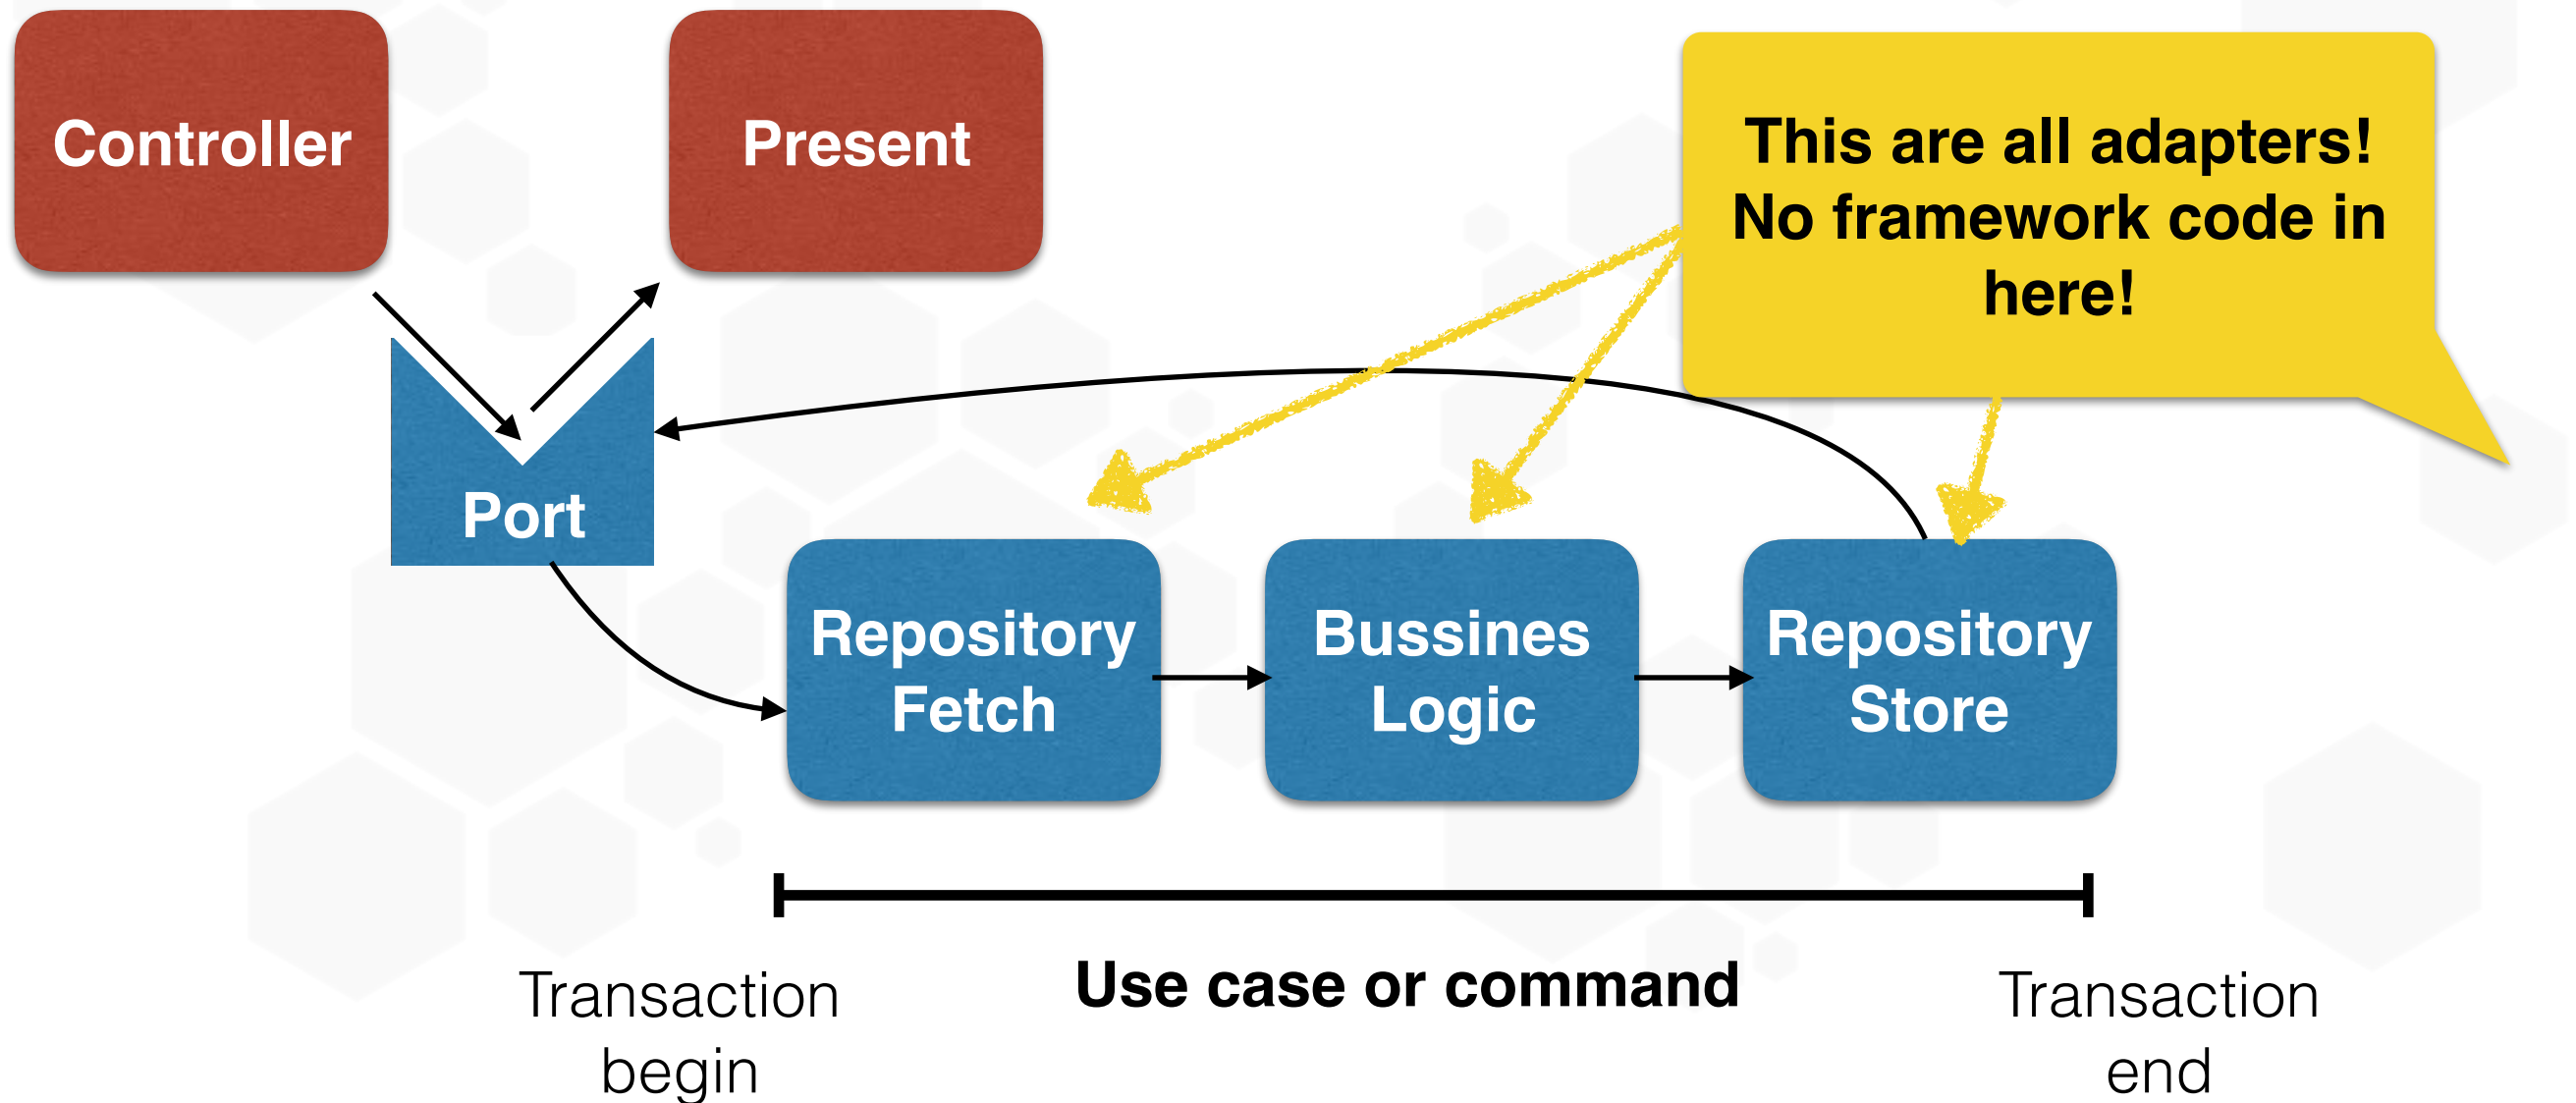 Controller
Present
This are all adapters!
No framework code in
here!
Port
Repository
Fetch
Bussines
Logic
Repository
Store
Transaction
begin
Use case or command
Transaction
end